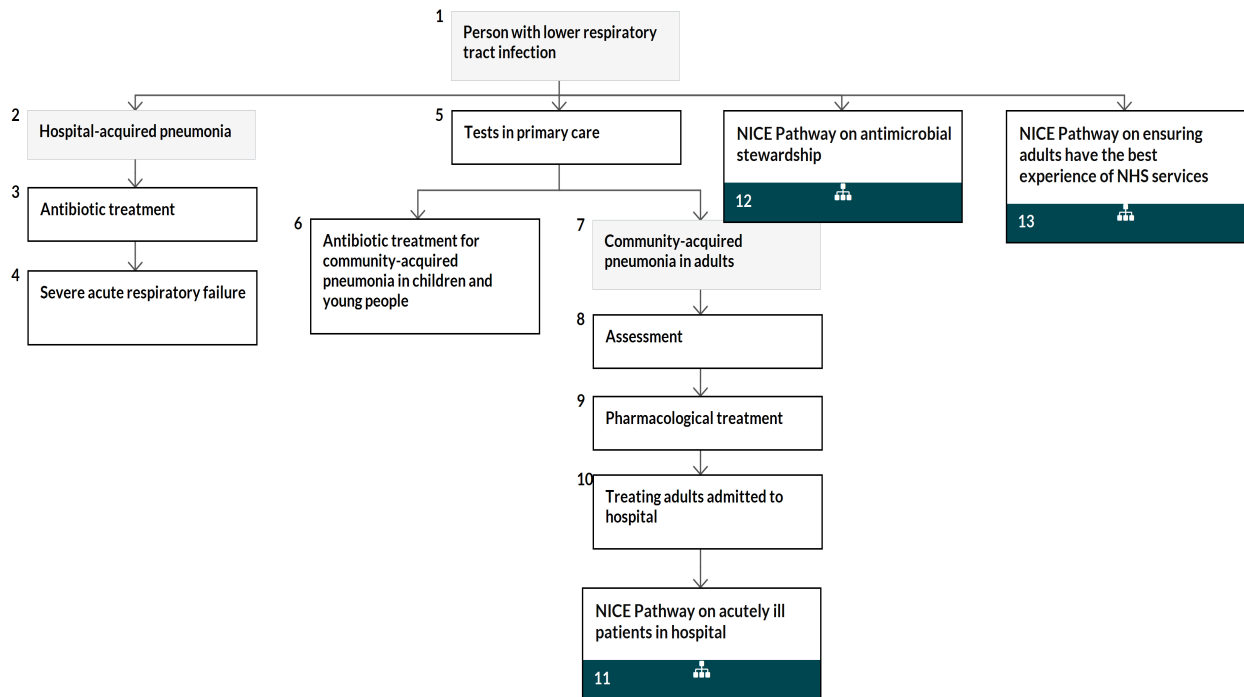 1
Person with lower respiratory
tract infection
2
Hospital-acquired pneumonia
3
Antibiotic treatment
4
Severe acute respiratory failure
5
Tests in primary care
6
Antibiotic treatment for
community-acquired
pneumonia in children and
young people
7
Community-acquired
pneumonia in adults
8
Assessment
9
Pharmacological treatment
10
Treating adults admitted to
hospital
NICE Pathway on acutely ill
patients in hospital
11
NICE Pathway on antimicrobial
stewardship
12
NICE Pathway on ensuring
adults have the best
experience of NHS services
13